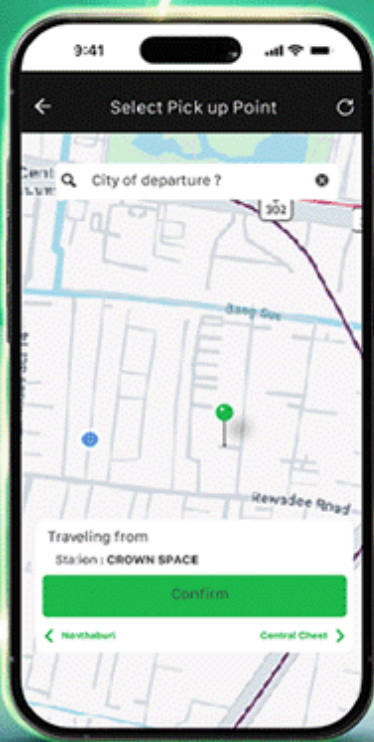 9:41
Select Pick up Point
City of departure ?
302
Bang Sue
Rewadee Road
Traveling from
Station : CROWN SPACE
Confirm
Nonthaburi
Central Chest